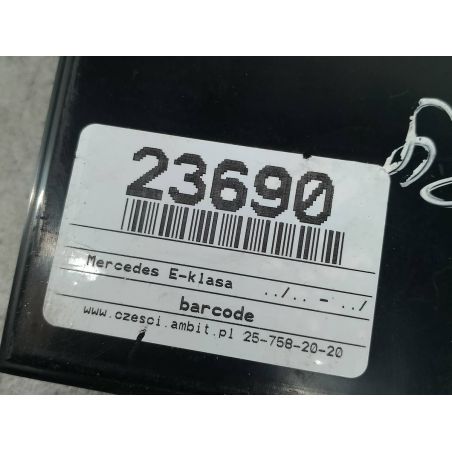 23690
Mercedes E-klasa ../.. - ../
barcode
www.czesci.ambit.pl 25-758-20-20